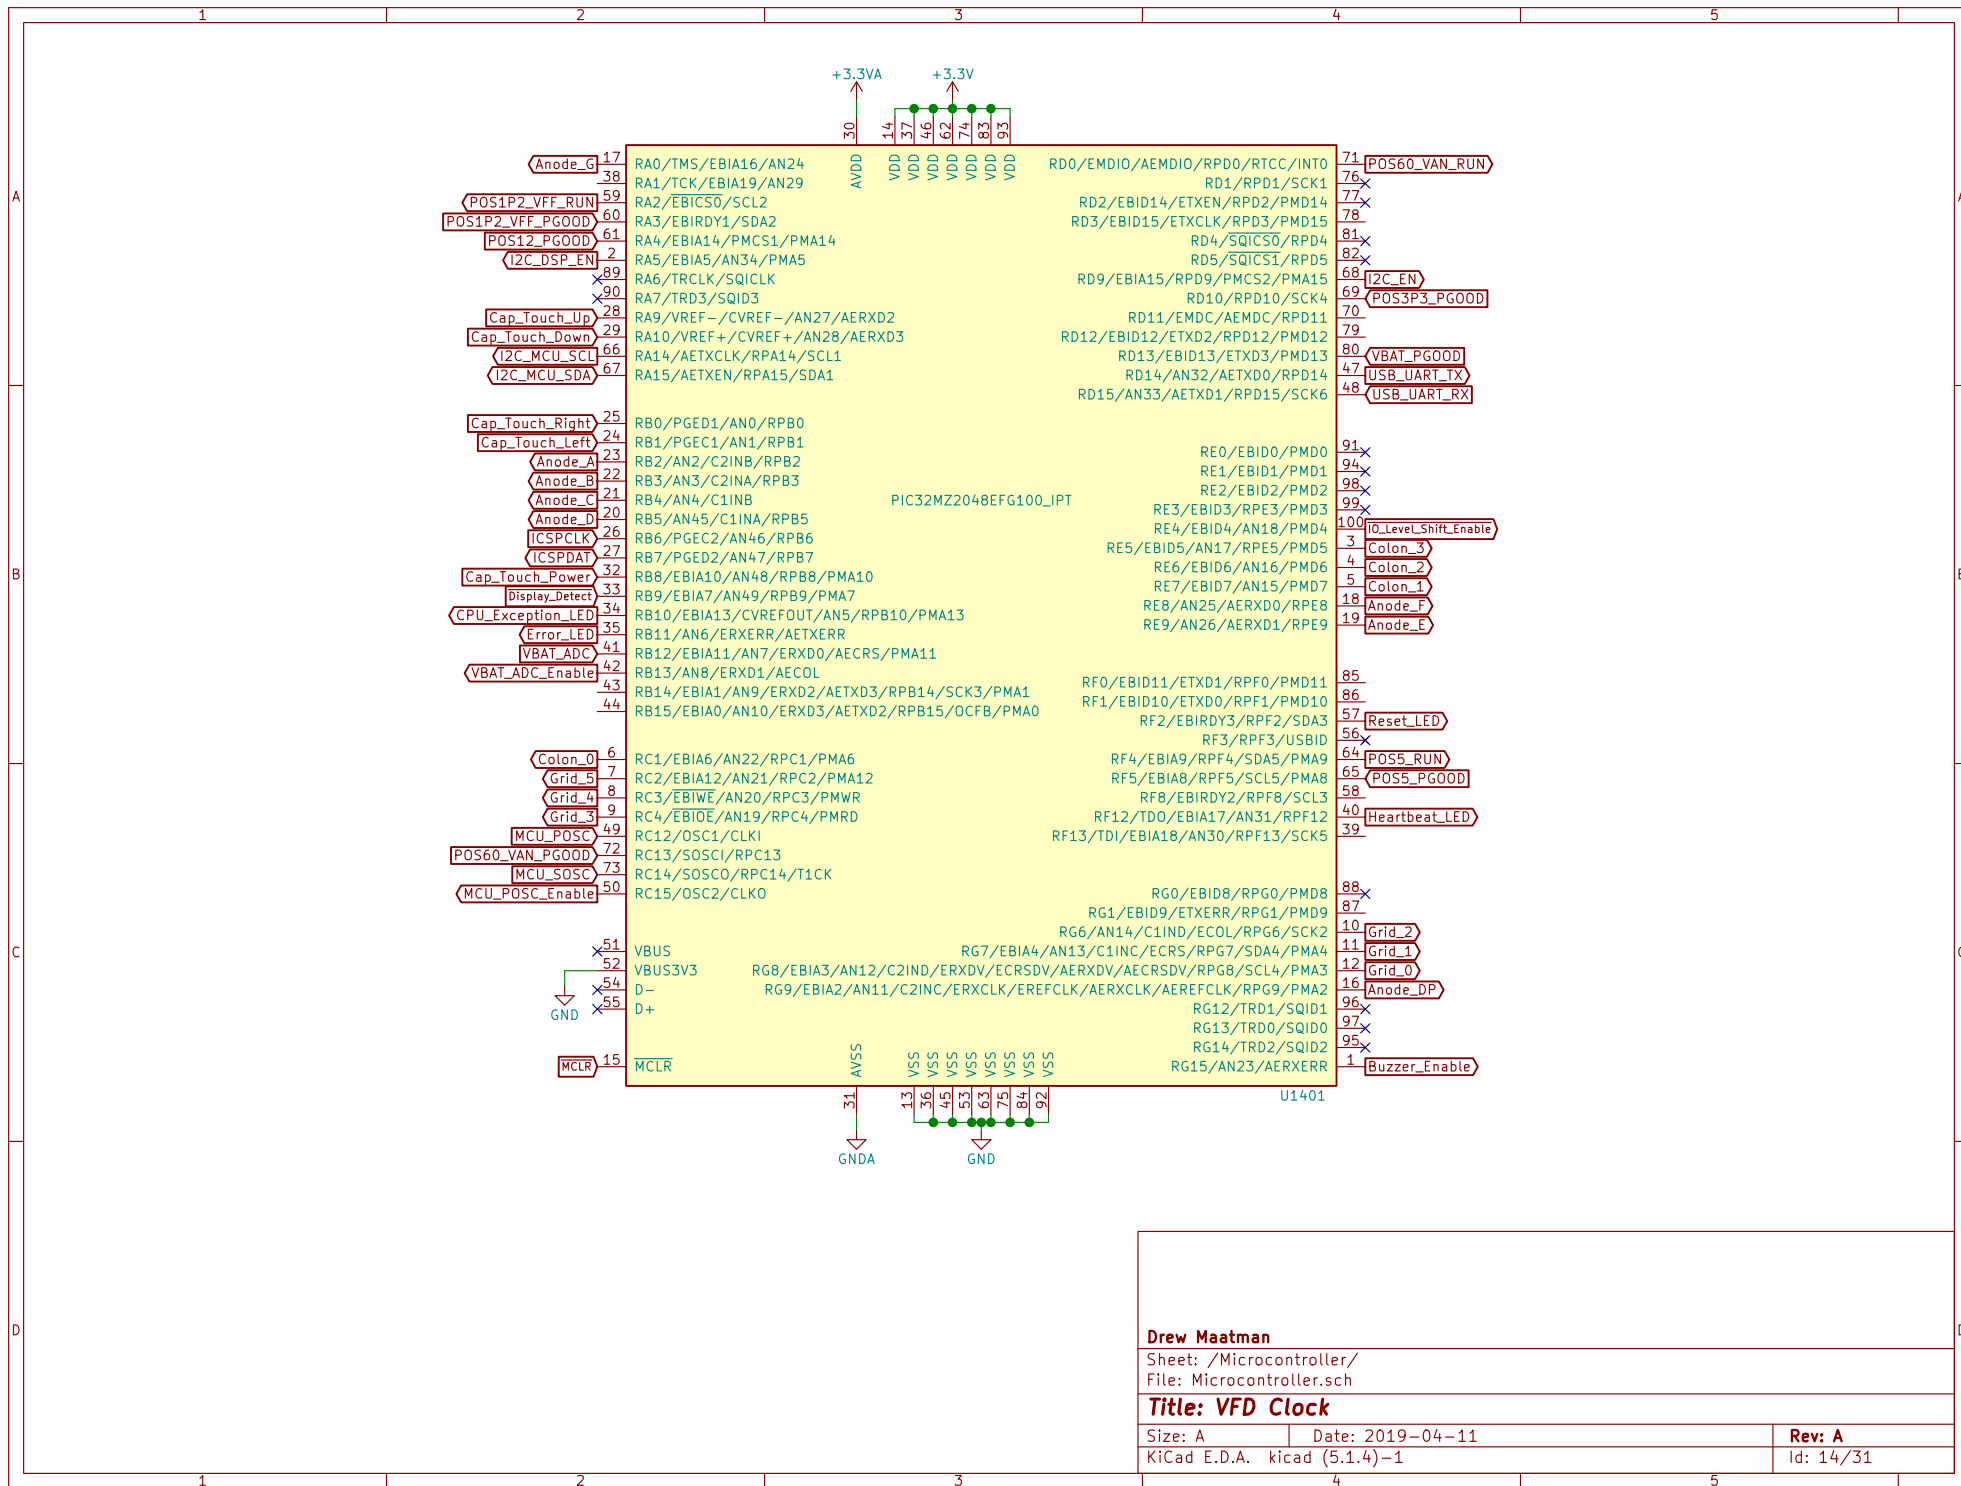 1 2 3 4 5
+3.3VA +3.3V
30 14 37 46 62 74 83 93
AVDD VDD VDD VDD VDD VDD VDD VDD
Anode_G 17 RA0/TMS/EBIA16/AN24
38 RA1/TCK/EBIA19/AN29
POS1P2_VFF_RUN 59 RA2/EBICS0/SCL2
POS1P2_VFF_PGOOD 60 RA3/EBIRDY1/SDA2
POS12_PGOOD 61 RA4/EBIA14/PMCS1/PMA14
I2C_DSP_EN 2 RA5/EBIA5/AN34/PMA5
89 RA6/TRCLK/SQICLK
90 RA7/TRD3/SQID3
Cap_Touch_Up 28 RA9/VREF-/CVREF-/AN27/AERXD2
Cap_Touch_Down 29 RA10/VREF+/CVREF+/AN28/AERXD3
I2C_MCU_SCL 66 RA14/AETXCLK/RPA14/SCL1
I2C_MCU_SDA 67 RA15/AETXEN/RPA15/SDA1
Cap_Touch_Right 25 RB0/PGED1/AN0/RPB0
Cap_Touch_Left 24 RB1/PGEC1/AN1/RPB1
Anode_A 23 RB2/AN2/C2INB/RPB2
Anode_B 22 RB3/AN3/C2INA/RPB3
Anode_C 21 RB4/AN4/C1INB
Anode_D 20 RB5/AN45/C1INA/RPB5
ICSPCLK 26 RB6/PGEC2/AN46/RPB6
ICSPDAT 27 RB7/PGED2/AN47/RPB7
Cap_Touch_Power 32 RB8/EBIA10/AN48/RPB8/PMA10
Display_Detect 33 RB9/EBIA7/AN49/RPB9/PMA7
CPU_Exception_LED 34 RB10/EBIA13/CVREFOUT/AN5/RPB10/PMA13
Error_LED 35 RB11/AN6/ERXERR/AETXERR
VBAT_ADC 41 RB12/EBIA11/AN7/ERXD0/AECRS/PMA11
VBAT_ADC_Enable 42 RB13/AN8/ERXD1/AECOL
43 RB14/EBIA1/AN9/ERXD2/AETXD3/RPB14/SCK3/PMA1
44 RB15/EBIA0/AN10/ERXD3/AETXD2/RPB15/OCFB/PMA0
Colon_0 6 RC1/EBIA6/AN22/RPC1/PMA6
Grid_5 7 RC2/EBIA12/AN21/RPC2/PMA12
Grid_4 8 RC3/EBIWE/AN20/RPC3/PMWR
Grid_3 9 RC4/EBIOE/AN19/RPC4/PMRD
MCU_POSC 49 RC12/OSC1/CLKI
POS60_VAN_PGOOD 72 RC13/SOSCI/RPC13
MCU_SOSC 73 RC14/SOSCO/RPC14/T1CK
MCU_POSC_Enable 50 RC15/OSC2/CLKO
51 VBUS
52 VBUS3V3
54 D-
55 D+
GND
MCLR 15 MCLR
PIC32MZ2048EFG100_IPT
RD0/EMDIO/AEMDIO/RPD0/RTCC/INT0 71 POS60_VAN_RUN
RD1/RPD1/SCK1 76
RD2/EBID14/ETXEN/RPD2/PMD14 77
RD3/EBID15/ETXCLK/RPD3/PMD15 78
RD4/SQICS0/RPD4 81
RD5/SQICS1/RPD5 82
RD9/EBIA15/RPD9/PMCS2/PMA15 68 I2C_EN
RD10/RPD10/SCK4 69 POS3P3_PGOOD
RD11/EMDC/AEMDC/RPD11 70
RD12/EBID12/ETXD2/RPD12/PMD12 79
RD13/EBID13/ETXD3/PMD13 80 VBAT_PGOOD
RD14/AN32/AETXD0/RPD14 47 USB_UART_TX
RD15/AN33/AETXD1/RPD15/SCK6 48 USB_UART_RX
RE0/EBID0/PMD0 91
RE1/EBID1/PMD1 94
RE2/EBID2/PMD2 98
RE3/EBID3/RPE3/PMD3 99
RE4/EBID4/AN18/PMD4 100 IO_Level_Shift_Enable
RE5/EBID5/AN17/RPE5/PMD5 3 Colon_3
RE6/EBID6/AN16/PMD6 4 Colon_2
RE7/EBID7/AN15/PMD7 5 Colon_1
RE8/AN25/AERXD0/RPE8 18 Anode_F
RE9/AN26/AERXD1/RPE9 19 Anode_E
RF0/EBID11/ETXD1/RPF0/PMD11 85
RF1/EBID10/ETXD0/RPF1/PMD10 86
RF2/EBIRDY3/RPF2/SDA3 57 Reset_LED
RF3/RPF3/USBID 56
RF4/EBIA9/RPF4/SDA5/PMA9 64 POS5_RUN
RF5/EBIA8/RPF5/SCL5/PMA8 65 POS5_PGOOD
RF8/EBIRDY2/RPF8/SCL3 58
RF12/TDO/EBIA17/AN31/RPF12 40 Heartbeat_LED
RF13/TDI/EBIA18/AN30/RPF13/SCK5 39
RG0/EBID8/RPG0/PMD8 88
RG1/EBID9/ETXERR/RPG1/PMD9 87
RG6/AN14/C1IND/ECOL/RPG6/SCK2 10 Grid_2
RG7/EBIA4/AN13/C1INC/ECRS/RPG7/SDA4/PMA4 11 Grid_1
RG8/EBIA3/AN12/C2IND/ERXDV/ECRSDV/AERXDV/AECRSDV/RPG8/SCL4/PMA3 12 Grid_0
RG9/EBIA2/AN11/C2INC/ERXCLK/EREFCLK/AERXCLK/AEREFCLK/RPG9/PMA2 16 Anode_DP
RG12/TRD1/SQID1 96
RG13/TRD0/SQID0 97
RG14/TRD2/SQID2 95
RG15/AN23/AERXERR 1 Buzzer_Enable
AVSS VSS VSS VSS VSS VSS VSS VSS VSS
31 13 36 45 53 63 75 84 92
U1401
GNDA GND
A
B
C
D
Drew Maatman
Sheet: /Microcontroller/
File: Microcontroller.sch
Title: VFD Clock
Size: A Date: 2019-04-11 Rev: A
KiCad E.D.A. kicad (5.1.4)-1 Id: 14/31
1 2 3 4 5